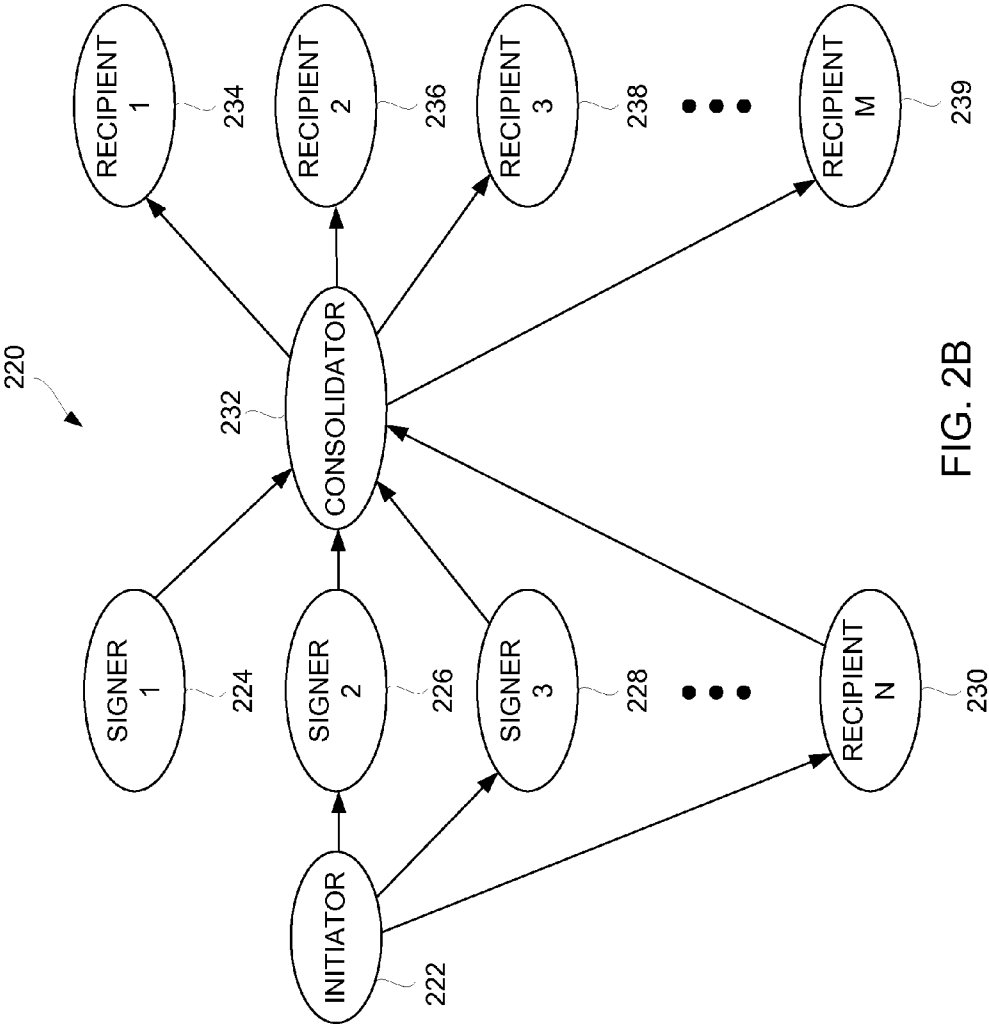 220
INITIATOR
222
SIGNER
1
224
SIGNER
2
226
SIGNER
3
228
RECIPIENT
N
230
CONSOLIDATOR
232
RECIPIENT
1
234
RECIPIENT
2
236
RECIPIENT
3
238
RECIPIENT
M
239
FIG. 2B